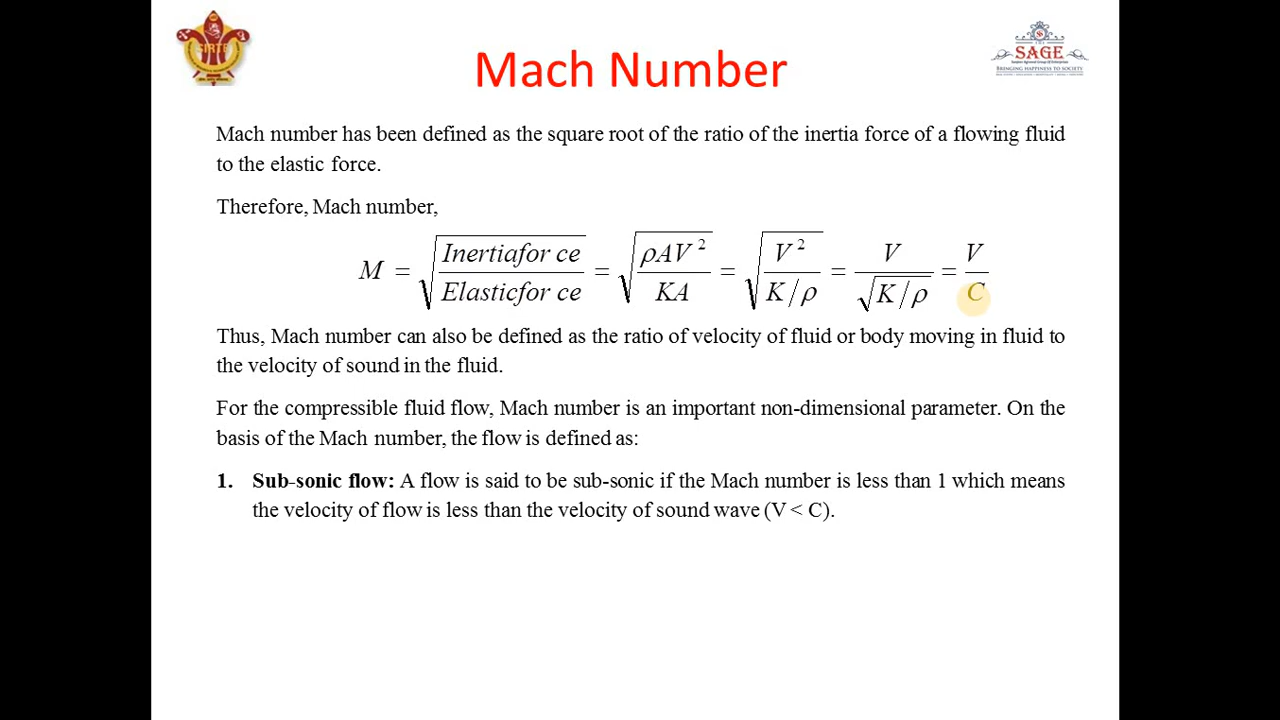 SIRTE
SAGE
BRINGING HAPPINESS TO SOCIETY
Mach Number
Mach number has been defined as the square root of the ratio of the inertia force of a flowing fluid
to the elastic force.
Therefore, Mach number,
M = √(Inertiafor ce / Elasticfor ce) = √(ρAV² / KA) = √(V² / K/ρ) = V / √(K/ρ) = V / C
Thus, Mach number can also be defined as the ratio of velocity of fluid or body moving in fluid to
the velocity of sound in the fluid.
For the compressible fluid flow, Mach number is an important non-dimensional parameter. On the
basis of the Mach number, the flow is defined as:
1. Sub-sonic flow: A flow is said to be sub-sonic if the Mach number is less than 1 which means
the velocity of flow is less than the velocity of sound wave (V < C).